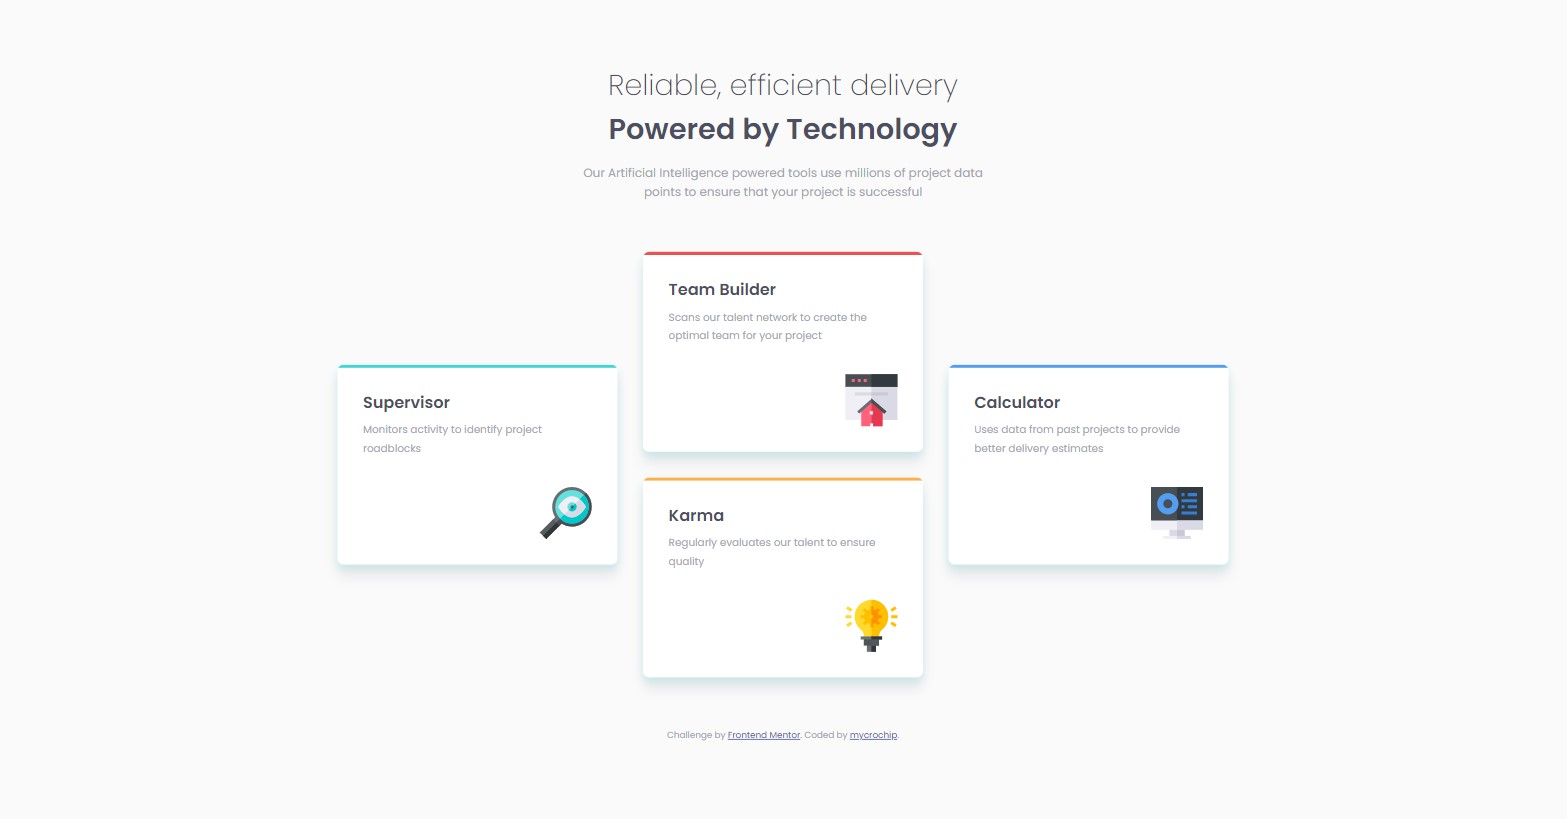 Reliable, efficient delivery
Powered by Technology
Our Artificial Intelligence powered tools use millions of project data
points to ensure that your project is successful
Supervisor
Monitors activity to identify project
roadblocks
Team Builder
Scans our talent network to create the
optimal team for your project
Karma
Regularly evaluates our talent to ensure
quality
Calculator
Uses data from past projects to provide
better delivery estimates
Challenge by Frontend Mentor. Coded by mycrochip.